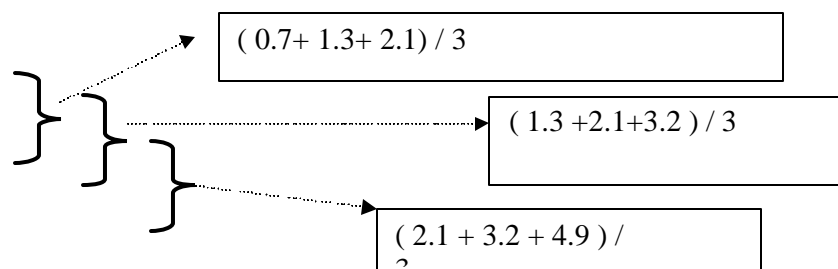 ( 0.7+ 1.3+ 2.1) / 3
( 1.3 +2.1+3.2 ) / 3
( 2.1 + 3.2 + 4.9 ) /